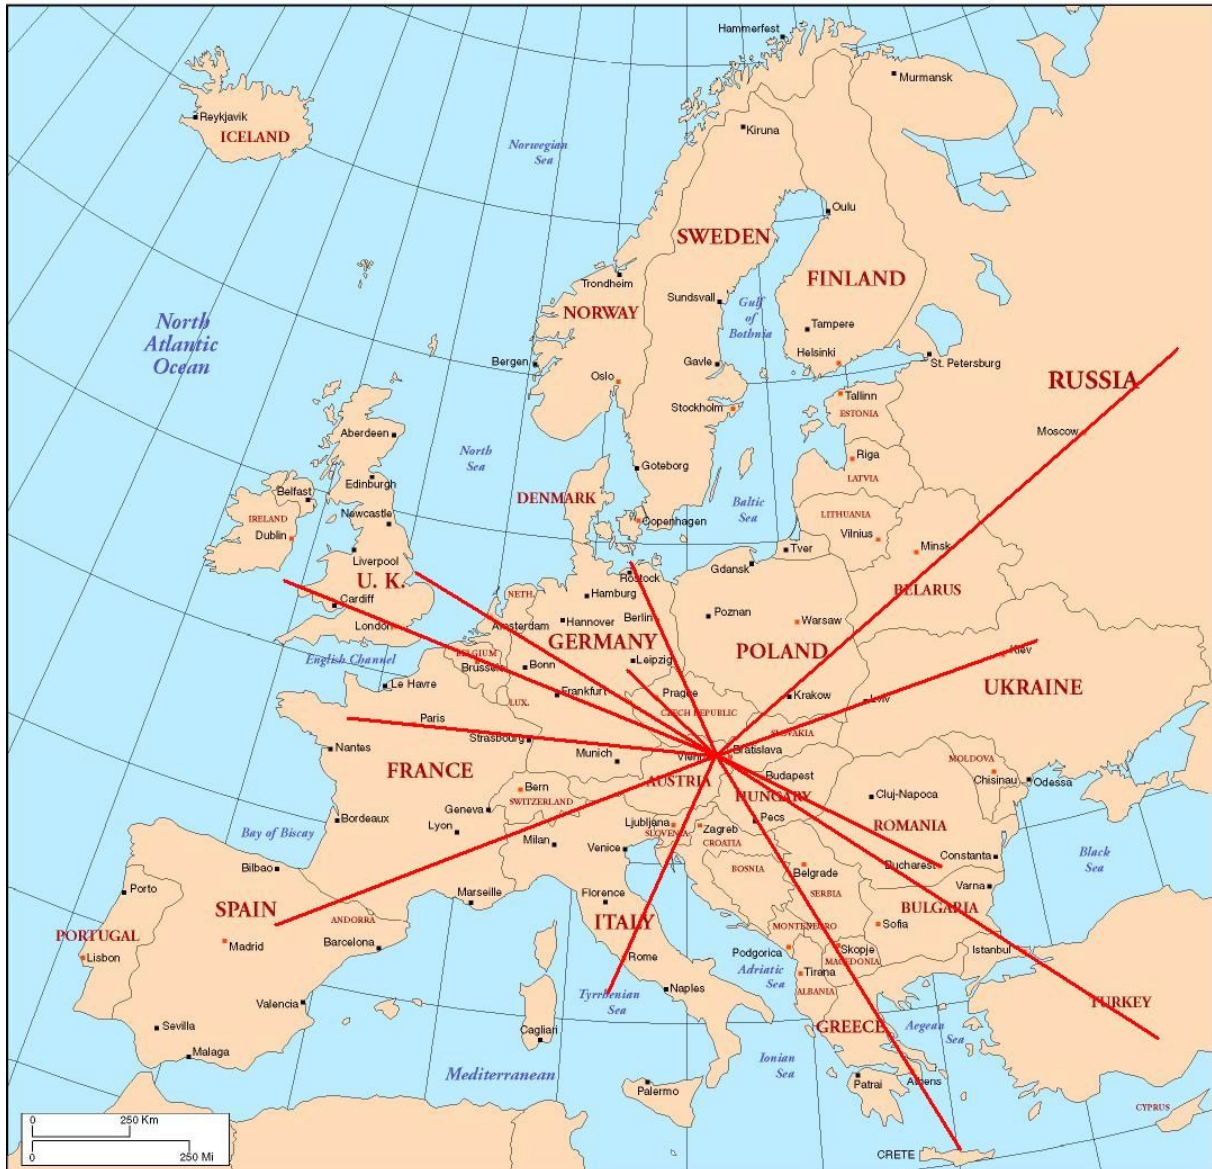 Hammerfest
Murmansk
Reykjavik
ICELAND
Kiruna
Norwegian
Sea
Oulu
SWEDEN
FINLAND
Trondheim
NORWAY
Sundsvall
Gulf
of
Bothnia
North
Atlantic
Ocean
Tampere
Helsinki
Bergen
Gavle
St. Petersburg
Oslo
RUSSIA
Tallinn
ESTONIA
Stockholm
Moscow
Aberdeen
North
Sea
Riga
LATVIA
Goteborg
Edinburgh
Belfast
DENMARK
Baltic
Sea
Newcastle
IRELAND
LITHUANIA
Copenhagen
Dublin
Vilnius
Minsk
Tver
Liverpool
Gdansk
U. K.
Rostock
BELARUS
NETH.
Hamburg
Cardiff
Poznan
London
Amsterdam
Hannover
Berlin
Warsaw
GERMANY
POLAND
Kiev
English Channel
BELGIUM
Brussels
Bonn
Leipzig
Le Havre
Frankfurt
Prague
Krakow
Lviv
UKRAINE
LUX.
CZECH REPUBLIC
Paris
SLOVAKIA
Strasbourg
Nantes
Munich
Vienna
Bratislava
MOLDOVA
FRANCE
AUSTRIA
Budapest
Chisinau
Odessa
Bern
SWITZERLAND
HUNGARY
Cluj-Napoca
Geneva
Bordeaux
Ljubljana
Pecs
ROMANIA
Bay of Biscay
Lyon
SLOVENIA
Zagreb
CROATIA
Milan
Venice
Black
Sea
Bilbao
BOSNIA
Belgrade
Bucharest
Constanta
Porto
Marseille
Florence
SERBIA
Varna
SPAIN
ANDORRA
ITALY
BULGARIA
PORTUGAL
Madrid
Barcelona
MONTENEGRO
Sofia
Lisbon
Rome
Podgorica
Skopje
MACEDONIA
Istanbul
Adriatic
Sea
Tirana
ALBANIA
Valencia
Tyrrhenian
Sea
Naples
TURKEY
Sevilla
Cagliari
GREECE
Aegean
Sea
Malaga
Mediterranean
Ionian
Sea
Palermo
Patrai
Athens
CYPRUS
0 250 Km
0 250 Mi
CRETE